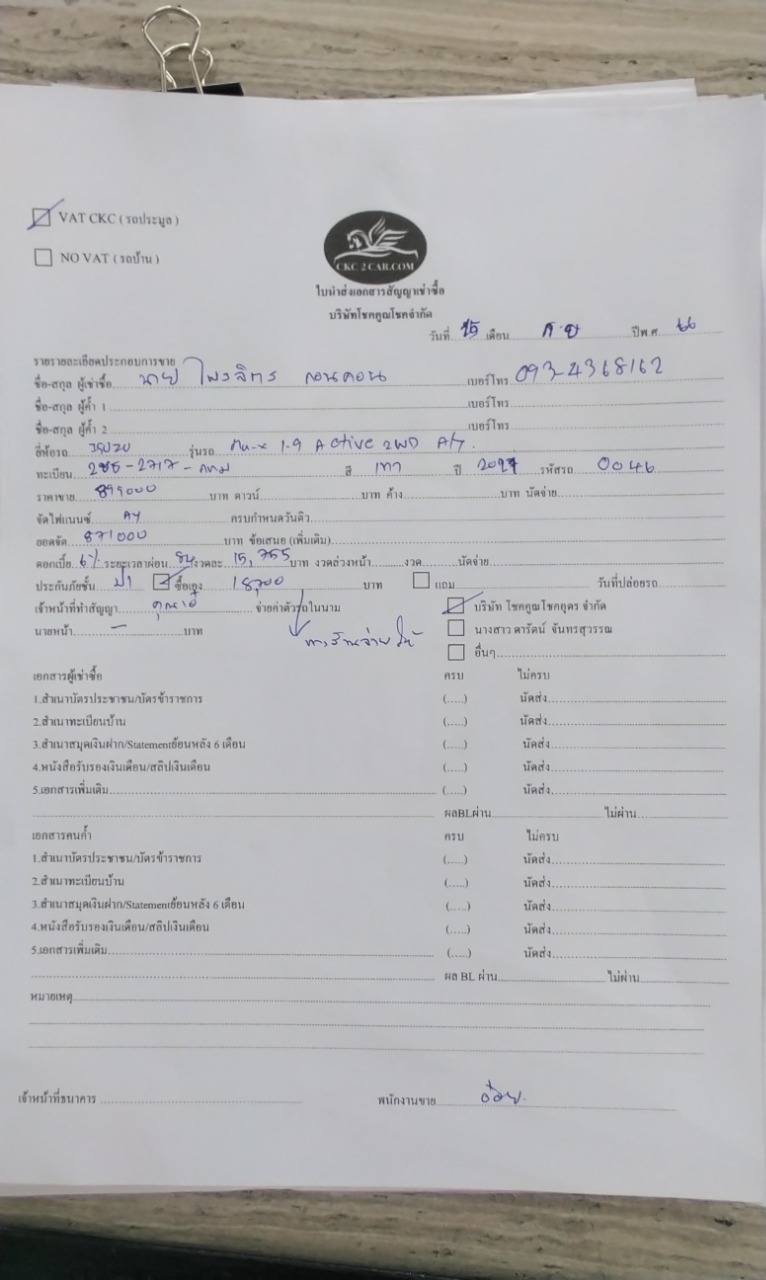 VAT CKC ( รถประมูล )
NO VAT ( รถบ้าน )
CKC 2 CAR.COM
ใบนำส่งเอกสารสัญญาเช่าซื้อ
บริษัทโชคคูณโชคจำกัด
วันที่ 15 เดือน ก.ย ปีพ.ศ 66
รายรายละเอียดประกอบการขาย
ชื่อ-สกุล ผู้เช่าซื้อ นาย เบอร์โทร 093-4368162
ชื่อ-สกุล ผู้ค้ำ 1 เบอร์โทร
ชื่อ-สกุล ผู้ค้ำ 2 เบอร์โทร
ยี่ห้อรถ รุ่นรถ mu-x 1.9 Active 2WD A/T.
ทะเบียน -2717-กทม สี เทา ปี รหัสรถ 0046
ราคาขาย 899000 บาท ดาวน์ บาท ค้าง บาท นัดจ่าย
จัดไฟแนนซ์ AY ครบกำหนดวันดิว
ยอดจัด 871000 บาท ข้อเสนอ (เพิ่มเติม)
ดอกเบี้ย 6% ระยะเวลาผ่อน 84 งวดละ 15,755 บาท งวดล่วงหน้า งวด นัดจ่าย
ประกันภัยชั้น ป1 ซื้อเอง 18,700 บาท แถม วันที่ปล่อยรถ
เจ้าหน้าที่ทำสัญญา คุณเอ๋ จ่ายค่าตัวรถในนาม บริษัท โชคคูณโชคอุดร จำกัด
นายหน้า - บาท ทางร้านจ่ายให้ นางสาว ดารัตน์ จันทรสุวรรณ
อื่นๆ
เอกสารผู้เช่าซื้อ ครบ ไม่ครบ
1.สำเนาบัตรประชาชน/บัตรข้าราชการ (.....) นัดส่ง
2.สำเนาทะเบียนบ้าน (.....) นัดส่ง
3.สำเนาสมุดเงินฝาก/Statementย้อนหลัง 6 เดือน (.....) นัดส่ง
4.หนังสือรับรองเงินเดือน/สลิปเงินเดือน (.....) นัดส่ง
5.เอกสารเพิ่มเติม (.....) นัดส่ง
ผลBLผ่าน ไม่ผ่าน
เอกสารคนค้ำ ครบ ไม่ครบ
1.สำเนาบัตรประชาชน/บัตรข้าราชการ (.....) นัดส่ง
2.สำเนาทะเบียนบ้าน (.....) นัดส่ง
3.สำเนาสมุดเงินฝาก/Statementย้อนหลัง 6 เดือน (.....) นัดส่ง
4.หนังสือรับรองเงินเดือน/สลิปเงินเดือน (.....) นัดส่ง
5.เอกสารเพิ่มเติม (.....) นัดส่ง
ผล BL ผ่าน ไม่ผ่าน
หมายเหตุ
เจ้าหน้าที่ธนาคาร พนักงานขาย อ๋อย